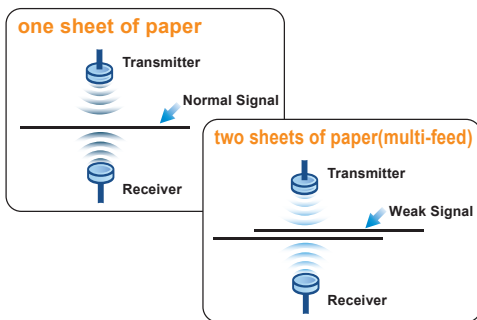 one sheet of paper
Transmitter
Normal Signal
Receiver
two sheets of paper(multi-feed)
Transmitter
Weak Signal
Receiver